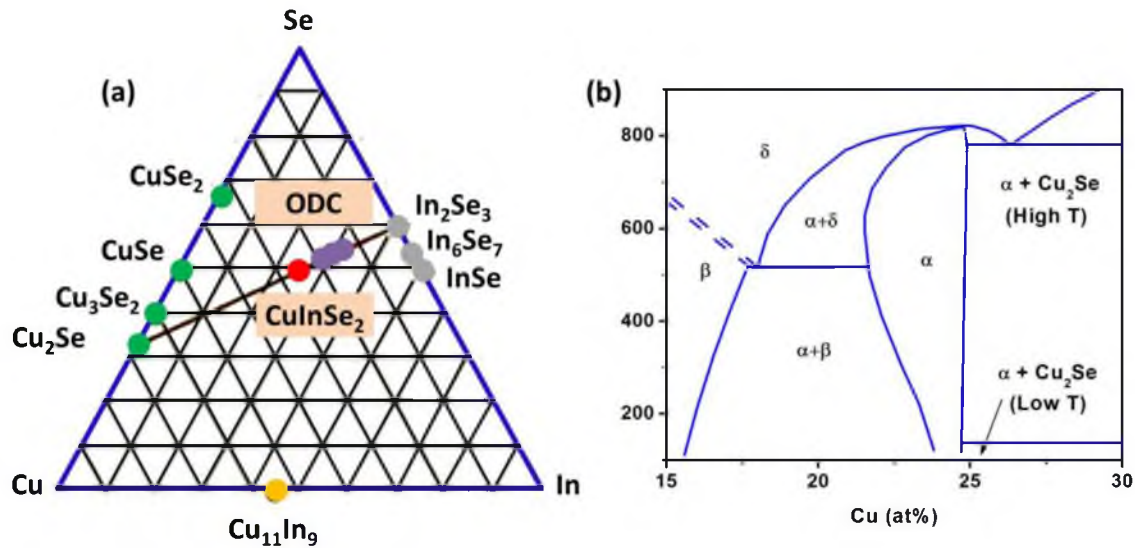 (a)
Se
CuSe₂
CuSe
Cu₃Se₂
Cu₂Se
ODC
In₂Se₃
In₆Se₇
InSe
CuInSe₂
Cu
In
Cu₁₁In₉
(b)
800
600
400
200
δ
α+δ
β
α
α+β
α + Cu₂Se
(High T)
α + Cu₂Se
(Low T)
15
20
25
30
Cu (at%)